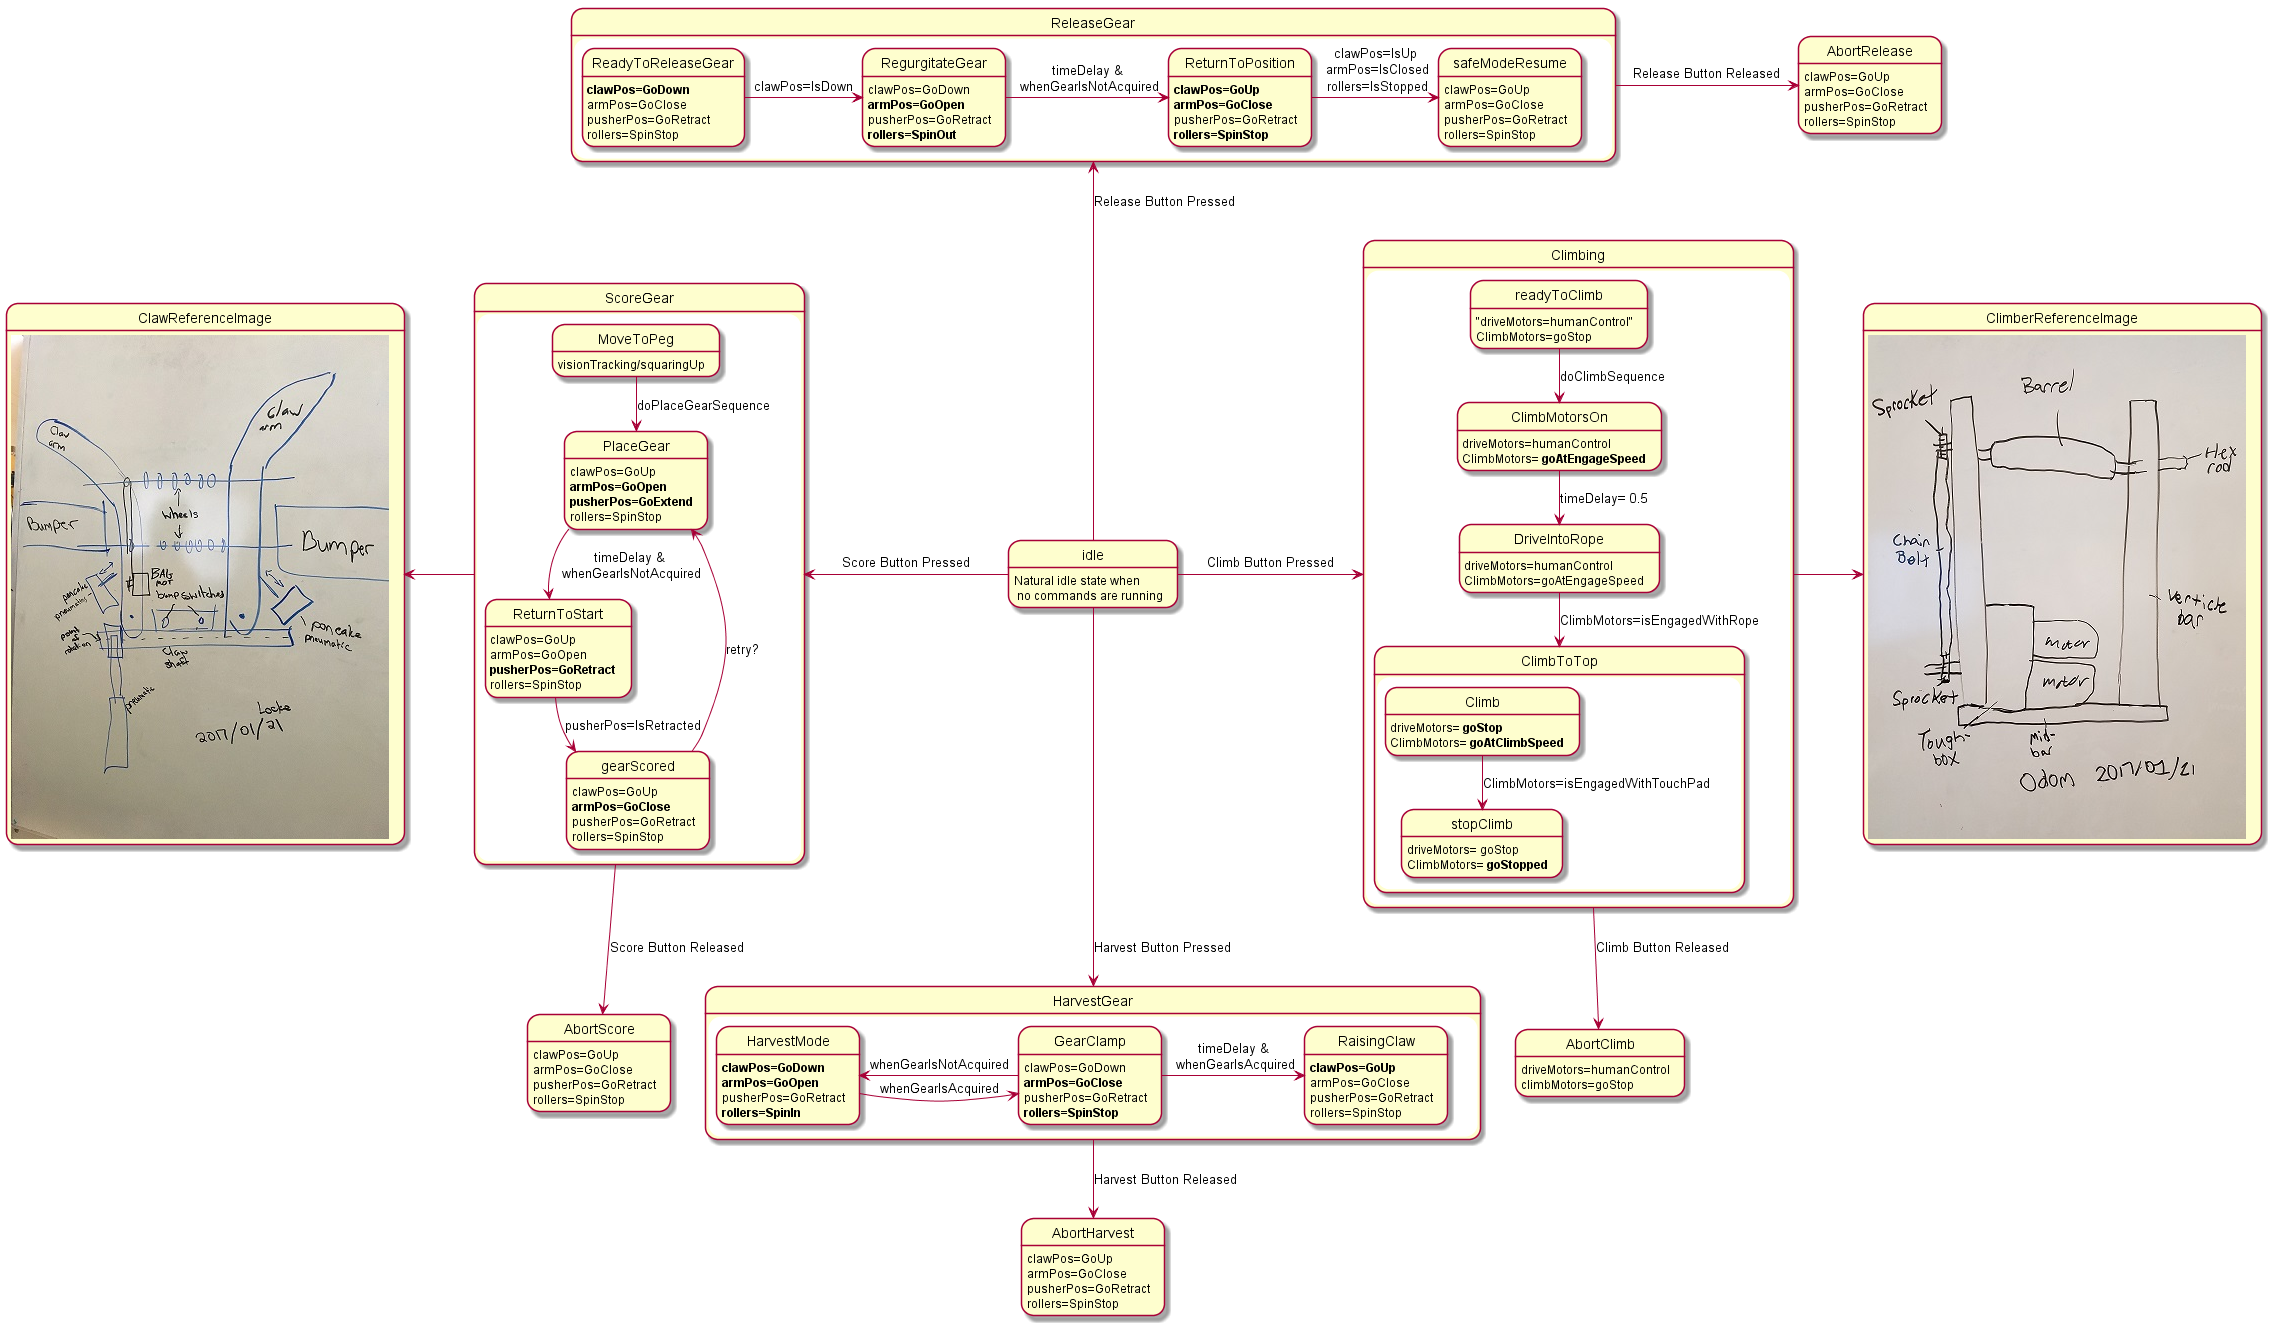 ReleaseGear
ReadyToReleaseGear
clawPos=GoDown
armPos=GoClose
pusherPos=GoRetract
rollers=SpinStop
clawPos=IsDown
RegurgitateGear
clawPos=GoDown
armPos=GoOpen
pusherPos=GoRetract
rollers=SpinOut
timeDelay &
whenGearIsNotAcquired
ReturnToPosition
clawPos=GoUp
armPos=GoClose
pusherPos=GoRetract
rollers=SpinStop
clawPos=IsUp
armPos=IsClosed
rollers=IsStopped
safeModeResume
clawPos=GoUp
armPos=GoClose
pusherPos=GoRetract
rollers=SpinStop
Release Button Released
AbortRelease
clawPos=GoUp
armPos=GoClose
pusherPos=GoRetract
rollers=SpinStop
Release Button Pressed
ClawReferenceImage
Claw
arm
Claw
arm
Wheels
Bumper
Bumper
BAG
MOT
bumpswitches
pancake
pneumatic
pancake
pneumatic
point
of
rotation
Claw
shaft
pneumatic
Locke
2017/01/21
ScoreGear
MoveToPeg
visionTracking/squaringUp
doPlaceGearSequence
PlaceGear
clawPos=GoUp
armPos=GoOpen
pusherPos=GoExtend
rollers=SpinStop
timeDelay &
whenGearIsNotAcquired
ReturnToStart
clawPos=GoUp
armPos=GoOpen
pusherPos=GoRetract
rollers=SpinStop
retry?
pusherPos=IsRetracted
gearScored
clawPos=GoUp
armPos=GoClose
pusherPos=GoRetract
rollers=SpinStop
Score Button Pressed
idle
Natural idle state when
no commands are running
Climb Button Pressed
Climbing
readyToClimb
"driveMotors=humanControl"
ClimbMotors=goStop
doClimbSequence
ClimbMotorsOn
driveMotors=humanControl
ClimbMotors= goAtEngageSpeed
timeDelay= 0.5
DriveIntoRope
driveMotors=humanControl
ClimbMotors=goAtEngageSpeed
ClimbMotors=isEngagedWithRope
ClimbToTop
Climb
driveMotors= goStop
ClimbMotors= goAtClimbSpeed
ClimbMotors=isEngagedWithTouchPad
stopClimb
driveMotors= goStop
ClimbMotors= goStopped
ClimberReferenceImage
Sprocket
Barrel
Hex
rod
Chain
Belt
Verticle
bar
motor
motor
Sprocket
Tough-
box
Mid-
bar
Odom 2017/01/21
Score Button Released
AbortScore
clawPos=GoUp
armPos=GoClose
pusherPos=GoRetract
rollers=SpinStop
Harvest Button Pressed
HarvestGear
HarvestMode
clawPos=GoDown
armPos=GoOpen
pusherPos=GoRetract
rollers=SpinIn
whenGearIsNotAcquired
whenGearIsAcquired
GearClamp
clawPos=GoDown
armPos=GoClose
pusherPos=GoRetract
rollers=SpinStop
timeDelay &
whenGearIsAcquired
RaisingClaw
clawPos=GoUp
armPos=GoClose
pusherPos=GoRetract
rollers=SpinStop
Climb Button Released
AbortClimb
driveMotors=humanControl
climbMotors=goStop
Harvest Button Released
AbortHarvest
clawPos=GoUp
armPos=GoClose
pusherPos=GoRetract
rollers=SpinStop